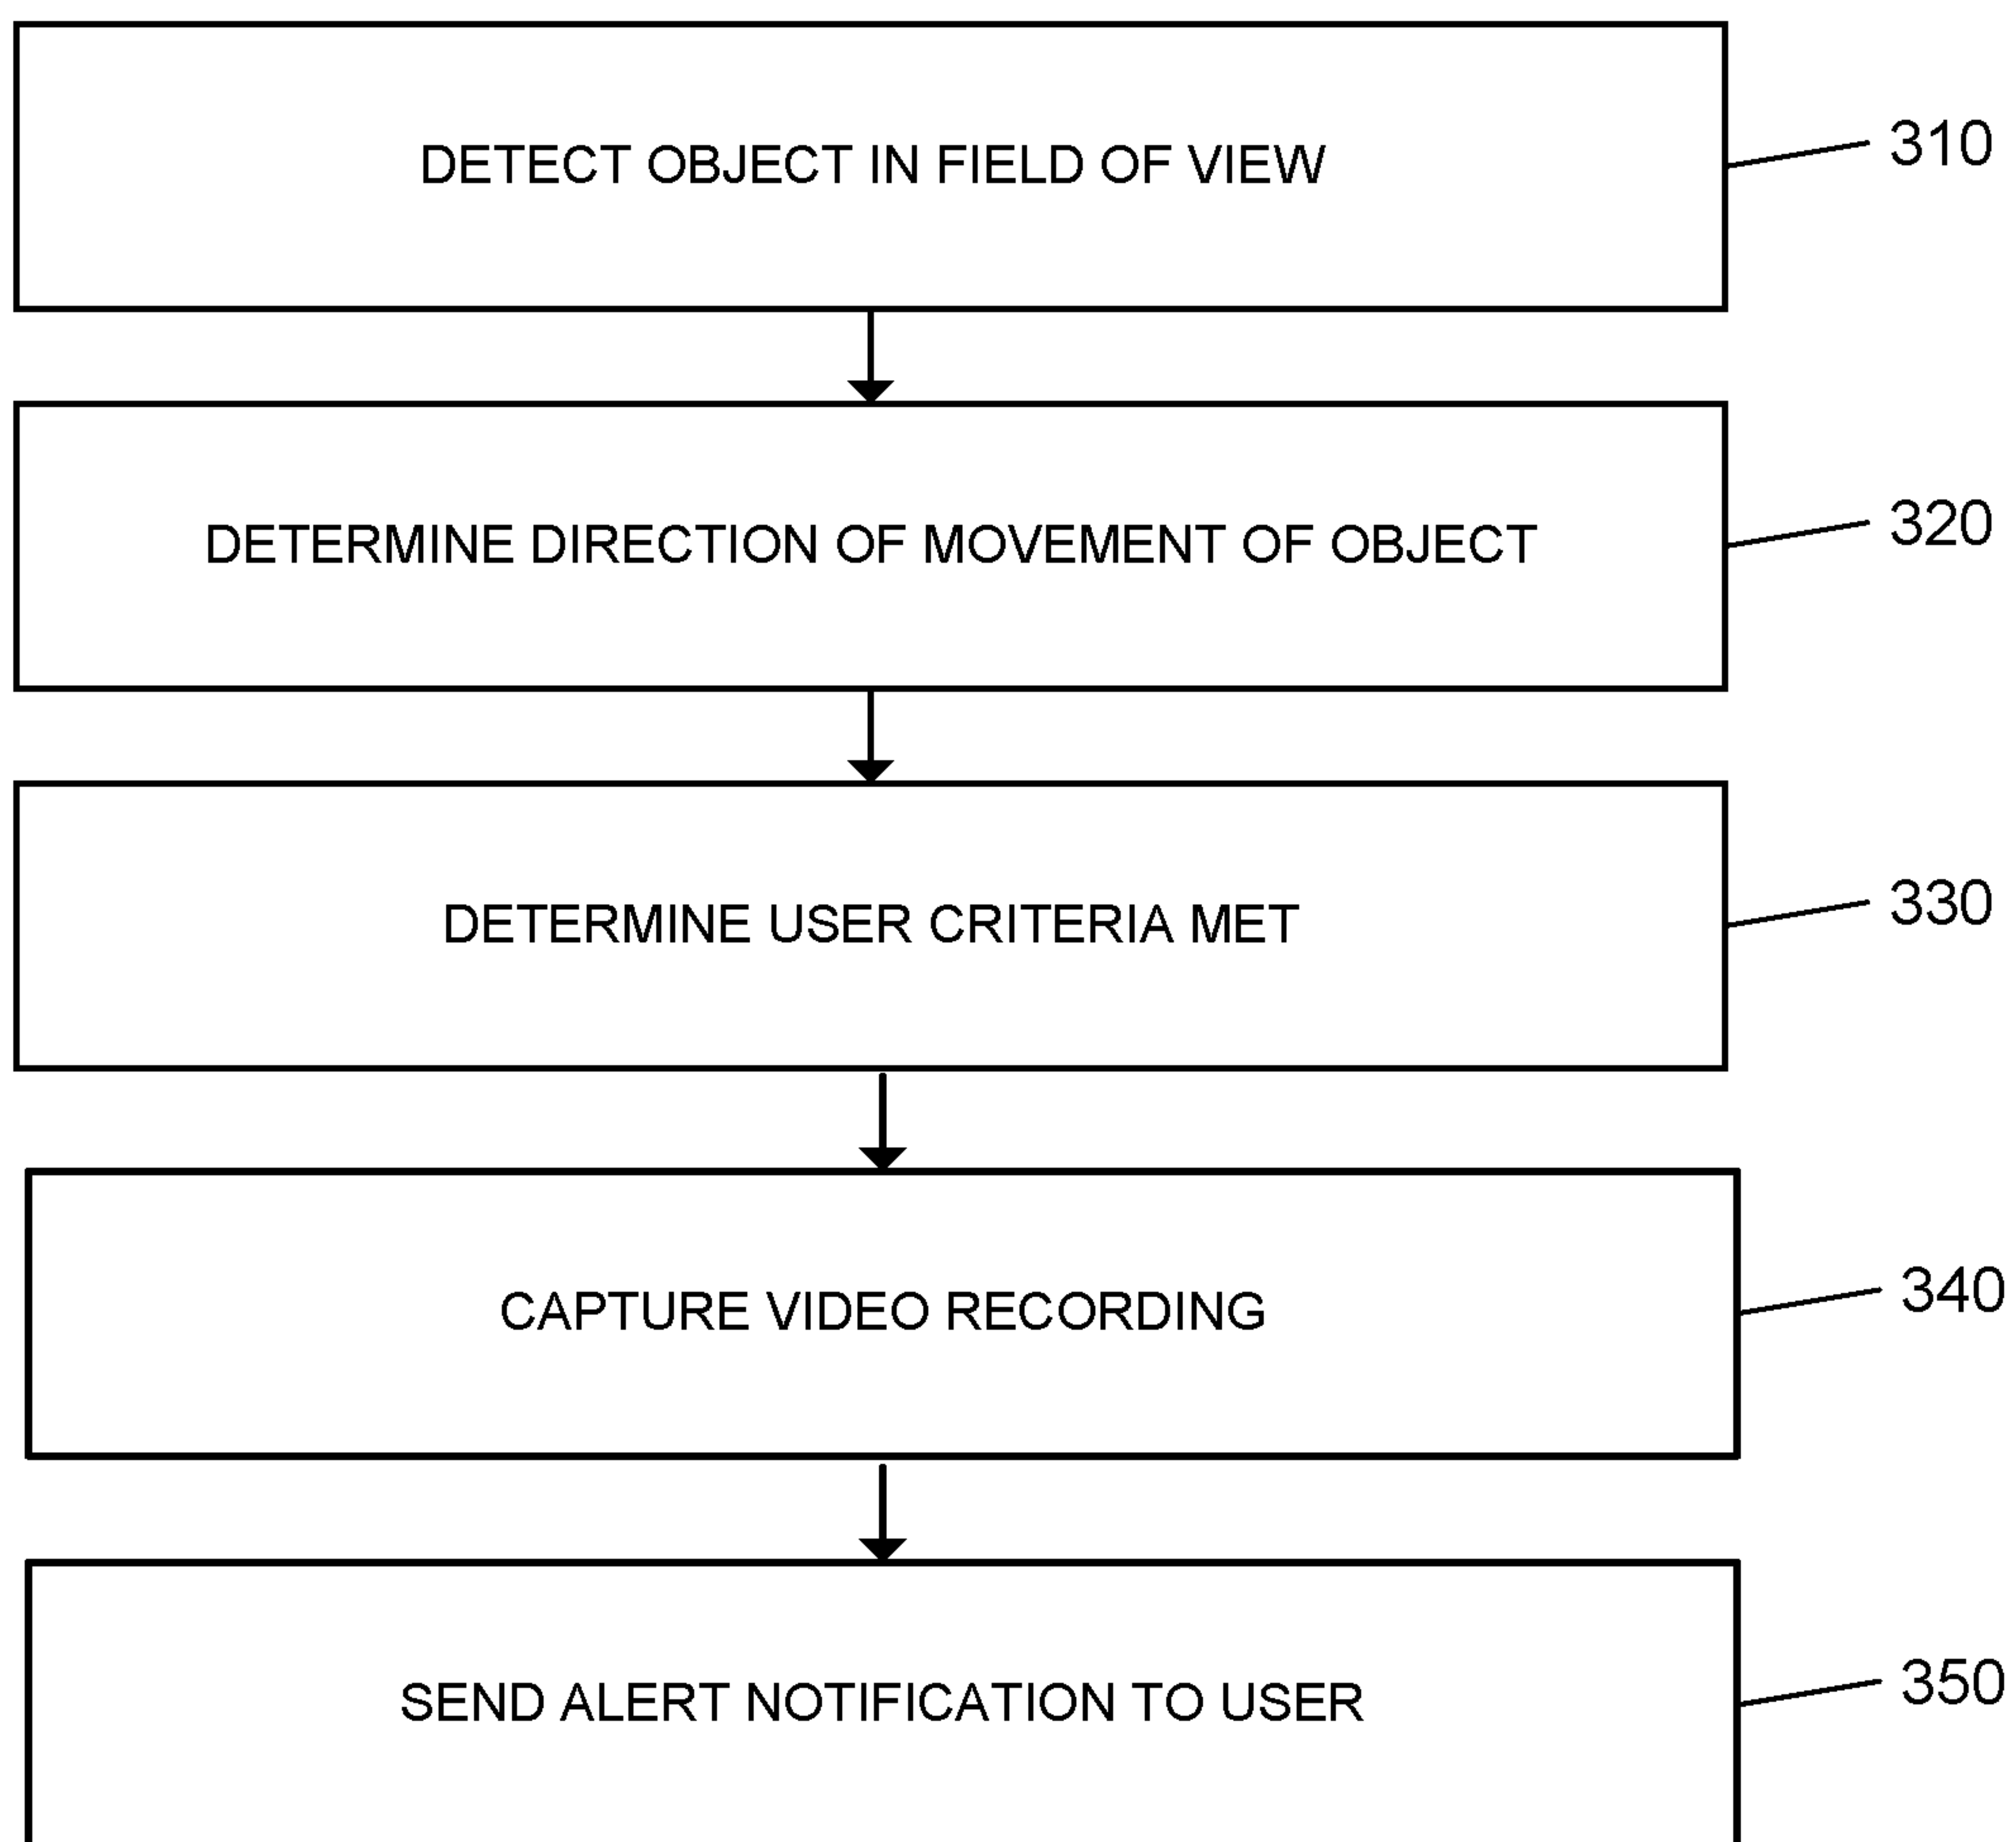 DETECT OBJECT IN FIELD OF VIEW
310
DETERMINE DIRECTION OF MOVEMENT OF OBJECT
320
DETERMINE USER CRITERIA MET
330
CAPTURE VIDEO RECORDING
340
SEND ALERT NOTIFICATION TO USER
350